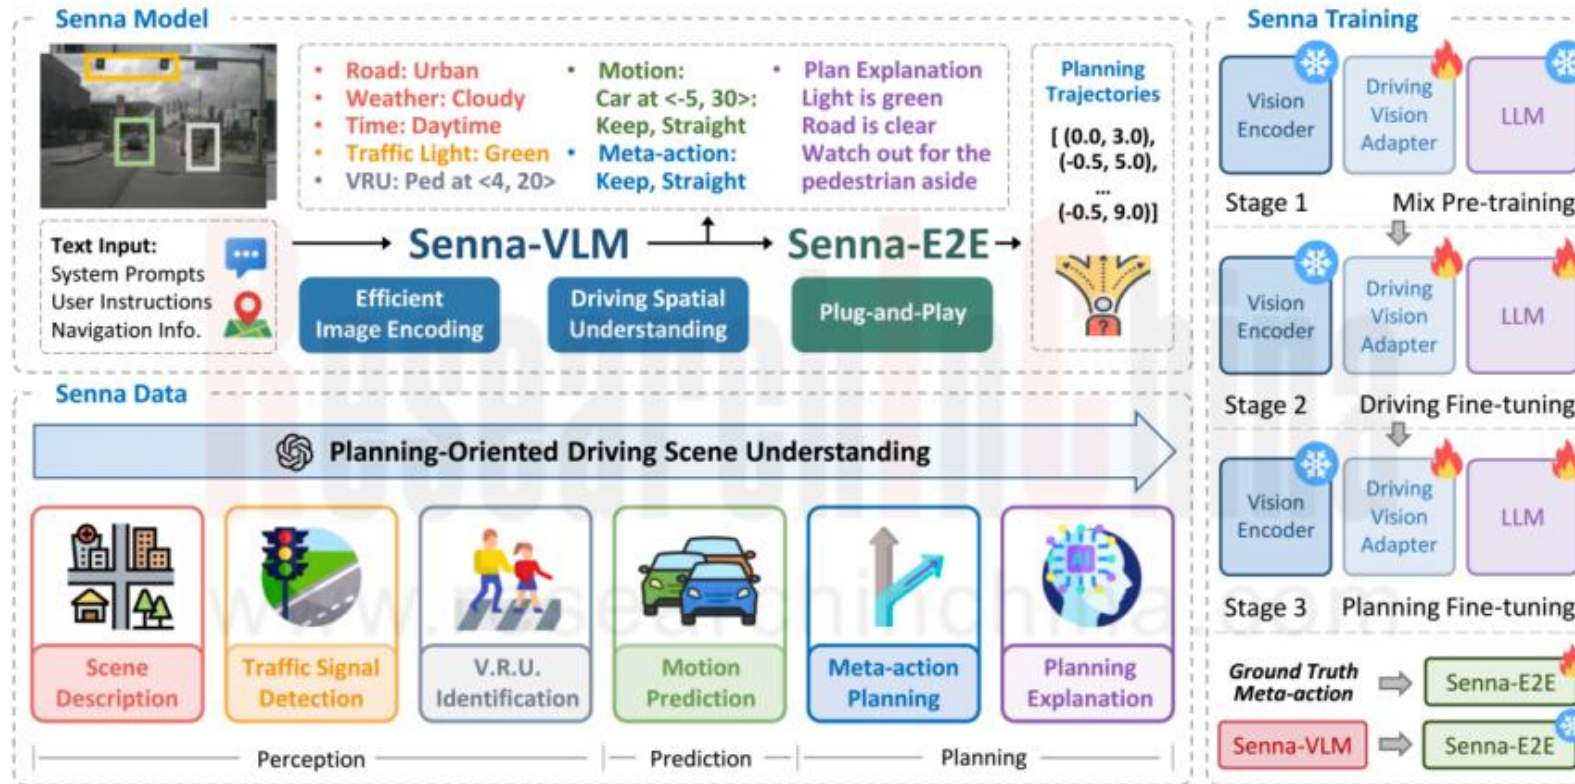 Senna Model
• Road: Urban
• Weather: Cloudy
• Time: Daytime
• Traffic Light: Green
• VRU: Ped at <4, 20>
• Motion:
Car at <-5, 30>:
Keep, Straight
• Meta-action:
Keep, Straight
• Plan Explanation
Light is green
Road is clear
Watch out for the
pedestrian aside
Planning
Trajectories
[ (0.0, 3.0),
(-0.5, 5.0),
...
(-0.5, 9.0)]
Text Input:
System Prompts
User Instructions
Navigation Info.
Senna-VLM
Senna-E2E
Efficient
Image Encoding
Driving Spatial
Understanding
Plug-and-Play
?
Senna Data
Planning-Oriented Driving Scene Understanding
Scene
Description
Traffic Signal
Detection
V.R.U.
Identification
Motion
Prediction
Meta-action
Planning
AI
Planning
Explanation
Perception
Prediction
Planning
Senna Training
Vision
Encoder
Driving
Vision
Adapter
LLM
Stage 1
Mix Pre-training
Vision
Encoder
Driving
Vision
Adapter
LLM
Stage 2
Driving Fine-tuning
Vision
Encoder
Driving
Vision
Adapter
LLM
Stage 3
Planning Fine-tuning
Ground Truth
Meta-action
Senna-E2E
Senna-VLM
Senna-E2E
ResearchInChina
www.researchinchina.com